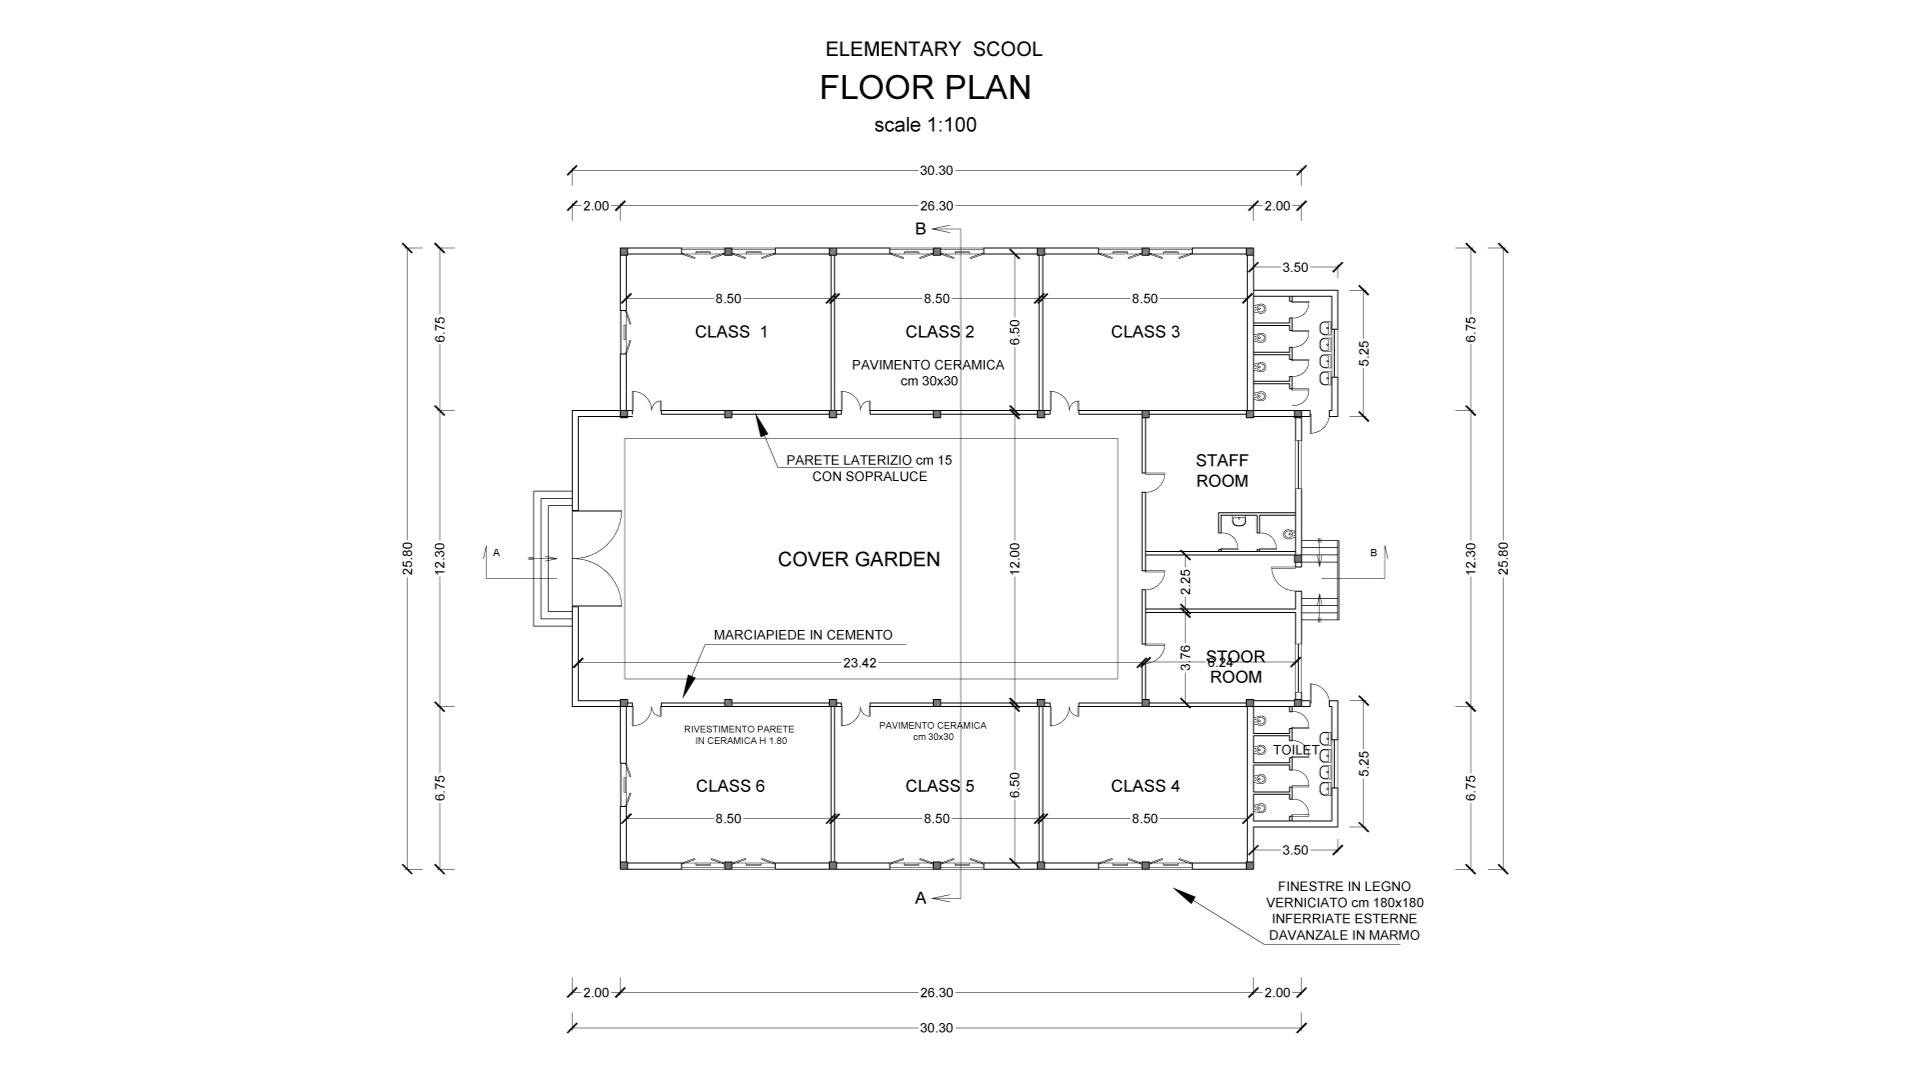 ELEMENTARY SCOOL
FLOOR PLAN
scale 1:100
30.30
2.00
26.30
2.00
B
3.50
8.50
8.50
8.50
CLASS 1
CLASS 2
CLASS 3
6.75
6.50
6.75
5.25
PAVIMENTO CERAMICA
cm 30x30
PARETE LATERIZIO cm 15
CON SOPRALUCE
STAFF
ROOM
A
B
25.80
12.30
COVER GARDEN
12.00
12.30
25.80
2.25
MARCIAPIEDE IN CEMENTO
23.42
3.76
6.24
STOOR
ROOM
RIVESTIMENTO PARETE
IN CERAMICA H 1.80
PAVIMENTO CERAMICA
cm 30x30
TOILET
5.25
6.75
CLASS 6
CLASS 5
6.50
CLASS 4
6.75
8.50
8.50
8.50
3.50
A
FINESTRE IN LEGNO
VERNICIATO cm 180x180
INFERRIATE ESTERNE
DAVANZALE IN MARMO
2.00
26.30
2.00
30.30